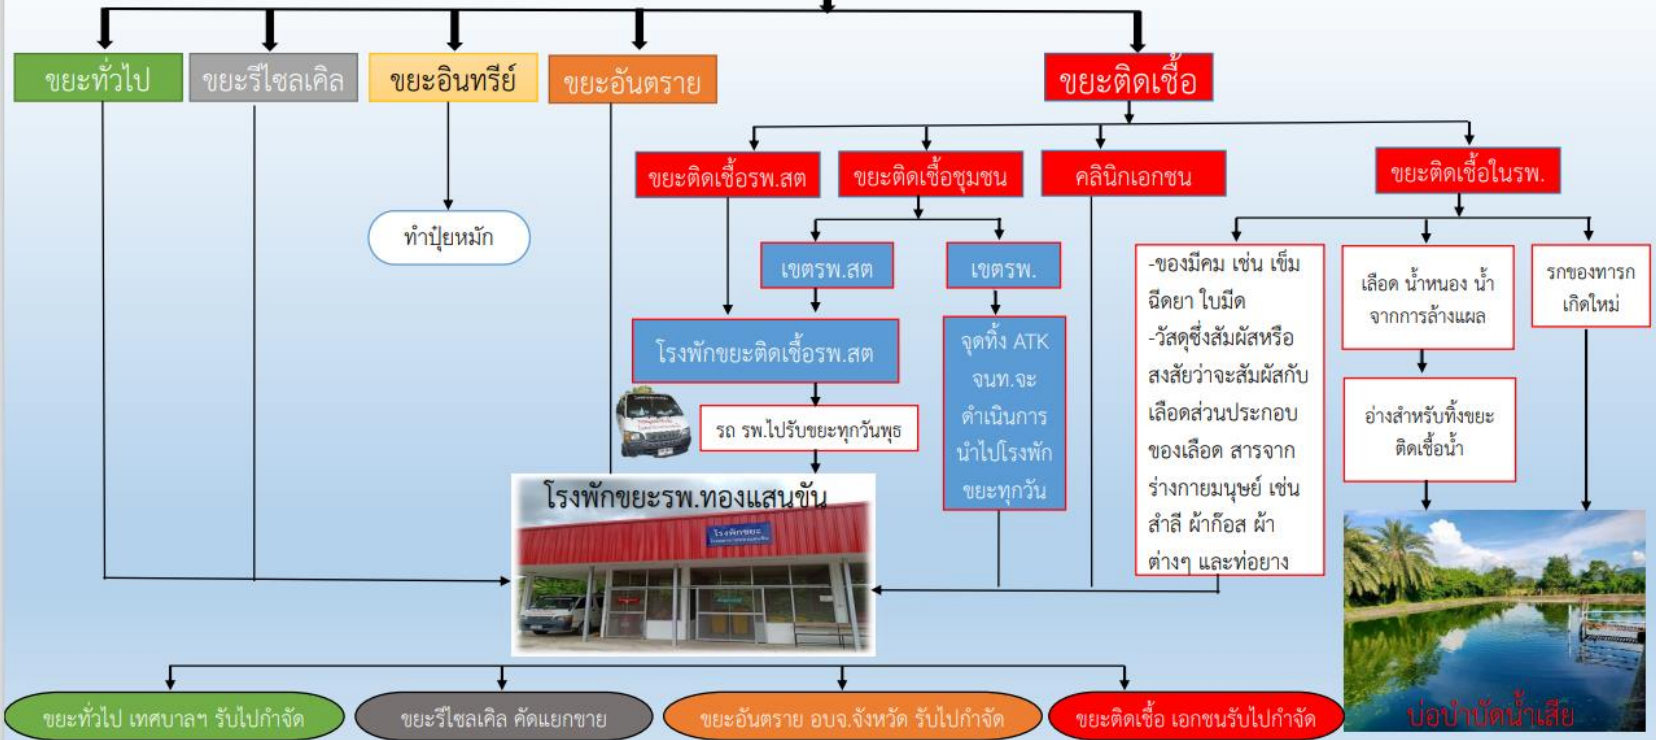 ขยะทั่วไป
ขยะรีไซลเคิล
ขยะอินทรีย์
ขยะอันตราย
ขยะติดเชื้อ
ขยะติดเชื้อรพ.สต
ขยะติดเชื้อชุมชน
คลินิกเอกชน
ขยะติดเชื้อในรพ.
ทำปุ๋ยหมัก
เขตรพ.สต
เขตรพ.
-ของมีคม เช่น เข็ม
ฉีดยา ใบมีด
-วัสดุซึ่งสัมผัสหรือ
สงสัยว่าจะสัมผัสกับ
เลือดส่วนประกอบ
ของเลือด สารจาก
ร่างกายมนุษย์ เช่น
สำลี ผ้าก๊อส ผ้า
ต่างๆ และท่อยาง
เลือด น้ำหนอง น้ำ
จากการล้างแผล
รกของทารก
เกิดใหม่
โรงพักขยะติดเชื้อรพ.สต
จุดทิ้ง ATK
จนท.จะ
ดำเนินการ
นำไปโรงพัก
ขยะทุกวัน
รถ รพ.ไปรับขยะทุกวันพุธ
อ่างสำหรับทิ้งขยะ
ติดเชื้อน้ำ
โรงพักขยะรพ.ทองแสนขัน
โรงพักขยะ
บ่อบำบัดน้ำเสีย
ขยะทั่วไป เทศบาลฯ รับไปกำจัด
ขยะรีไซลเคิล คัดแยกขาย
ขยะอันตราย อบจ.จังหวัด รับไปกำจัด
ขยะติดเชื้อ เอกชนรับไปกำจัด